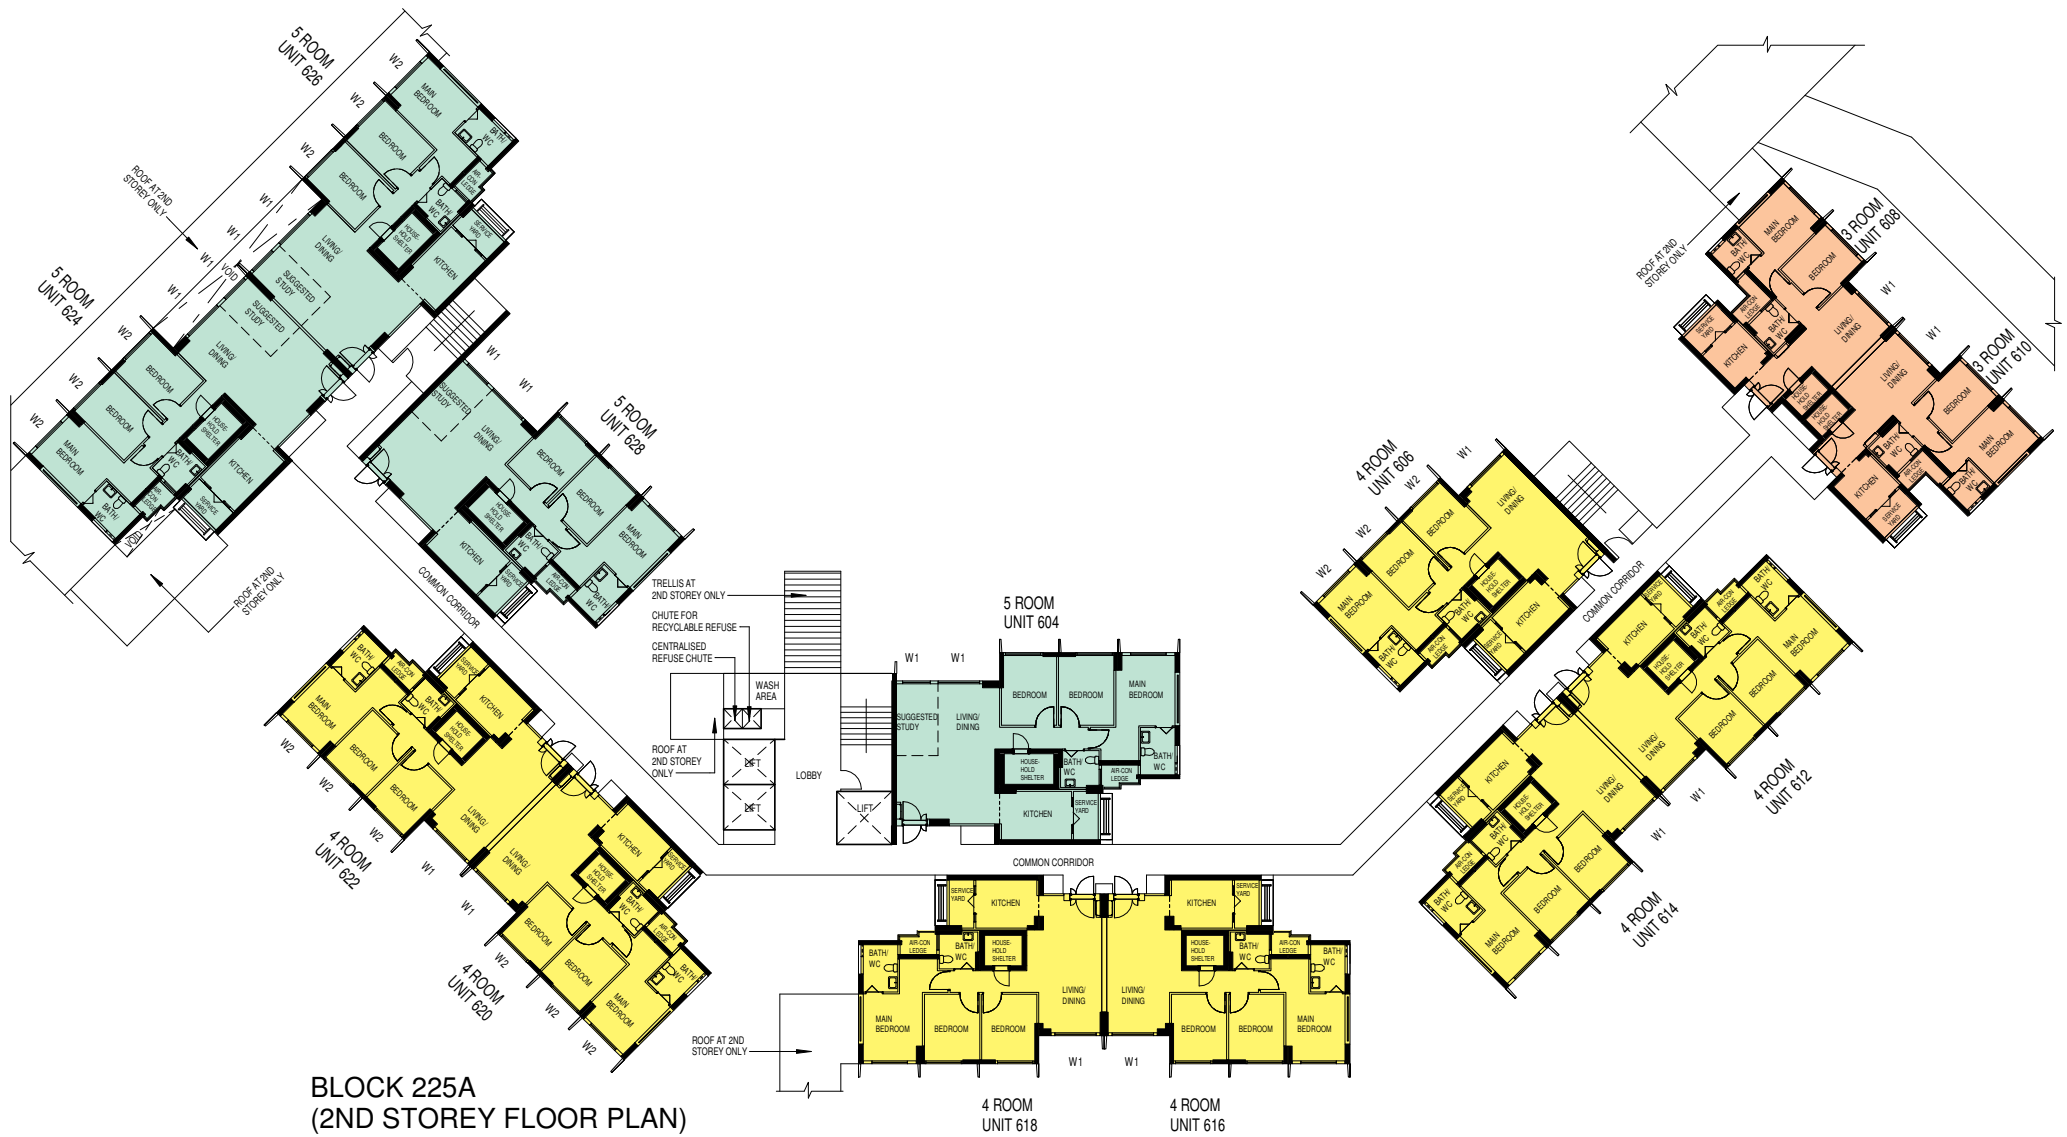 5 ROOM
UNIT 626
W2
W2
W2
W1
W1
W1
W1
W2
W2
W2
MAIN
BEDROOM
BATH/
WC
BEDROOM
BEDROOM
AIR-
CON
LEDGE
BATH/
WC
SERVICE
YARD
HOUSE-
HOLD
SHELTER
LIVING/
DINING
KITCHEN
SUGGESTED
STUDY
ROOF AT 2ND
STOREY ONLY
VOID
5 ROOM
UNIT 624
SUGGESTED
STUDY
LIVING/
DINING
BEDROOM
BEDROOM
MAIN
BEDROOM
HOUSE-
HOLD
SHELTER
BATH/
WC
KITCHEN
AIR-
CON
LEDGE
SERVICE
YARD
BATH/
WC
VOID
ROOF AT 2ND
STOREY ONLY
W1
W1
5 ROOM
UNIT 628
SUGGESTED
STUDY
LIVING/
DINING
BEDROOM
BEDROOM
MAIN
BEDROOM
HOUSE-
HOLD
SHELTER
KITCHEN
BATH/
WC
SERVICE
YARD
AIR-CON
LEDGE
BATH/
WC
COMMON CORRIDOR
TRELLIS AT
2ND STOREY ONLY
CHUTE FOR
RECYCLABLE REFUSE
CENTRALISED
REFUSE CHUTE
WASH
AREA
ROOF AT
2ND STOREY
ONLY
LIFT
LIFT
LOBBY
LIFT
5 ROOM
UNIT 604
W1
W1
SUGGESTED
STUDY
LIVING/
DINING
BEDROOM
BEDROOM
MAIN
BEDROOM
HOUSE-
HOLD
SHELTER
BATH/
WC
BATH/
WC
AIR-CON
LEDGE
KITCHEN
SERVICE
YARD
COMMON CORRIDOR
4 ROOM
UNIT 606
W1
W2
W2
W2
LIVING/
DINING
BEDROOM
BEDROOM
MAIN
BEDROOM
HOUSE-
HOLD
SHELTER
BATH/
WC
KITCHEN
SERVICE
YARD
AIR-CON
LEDGE
BATH/
WC
COMMON CORRIDOR
ROOF AT 2ND
STOREY ONLY
3 ROOM
UNIT 608
MAIN
BEDROOM
BATH/
WC
BEDROOM
AIR-CON
LEDGE
BATH/
WC
SERVICE
YARD
KITCHEN
LIVING/
DINING
HOUSE-
HOLD
SHELTER
W1
W1
3 ROOM
UNIT 610
LIVING/
DINING
BEDROOM
MAIN
BEDROOM
HOUSE-
HOLD
SHELTER
BATH/
WC
AIR-CON
LEDGE
BATH/
WC
KITCHEN
SERVICE
YARD
4 ROOM
UNIT 612
SERVICE
YARD
KITCHEN
AIR-CON
LEDGE
BATH/
WC
BATH/
WC
HOUSE-
HOLD
SHELTER
MAIN
BEDROOM
BEDROOM
BEDROOM
LIVING/
DINING
W1
W1
4 ROOM
UNIT 614
KITCHEN
SERVICE
YARD
LIVING/
DINING
HOUSE-
HOLD
SHELTER
BATH/
WC
AIR-CON
LEDGE
BATH/
WC
BEDROOM
BEDROOM
MAIN
BEDROOM
4 ROOM
UNIT 622
BATH/
WC
AIR-CON
LEDGE
SERVICE
YARD
KITCHEN
BATH/
WC
HOUSE-
HOLD
SHELTER
MAIN
BEDROOM
BEDROOM
BEDROOM
LIVING/
DINING
W2
W2
W2
W1
W1
W2
W2
W2
4 ROOM
UNIT 620
LIVING/
DINING
KITCHEN
SERVICE
YARD
HOUSE-
HOLD
SHELTER
BATH/
WC
AIR-CON
LEDGE
BATH/
WC
BEDROOM
BEDROOM
MAIN
BEDROOM
SERVICE
YARD
KITCHEN
AIR-CON
LEDGE
BATH/
WC
BATH/
WC
HOUSE-
HOLD
SHELTER
LIVING/
DINING
MAIN
BEDROOM
BEDROOM
BEDROOM
W1
4 ROOM
UNIT 618
KITCHEN
SERVICE
YARD
HOUSE-
HOLD
SHELTER
BATH/
WC
AIR-CON
LEDGE
BATH/
WC
LIVING/
DINING
BEDROOM
BEDROOM
MAIN
BEDROOM
W1
4 ROOM
UNIT 616
ROOF AT 2ND
STOREY ONLY
BLOCK 225A
(2ND STOREY FLOOR PLAN)